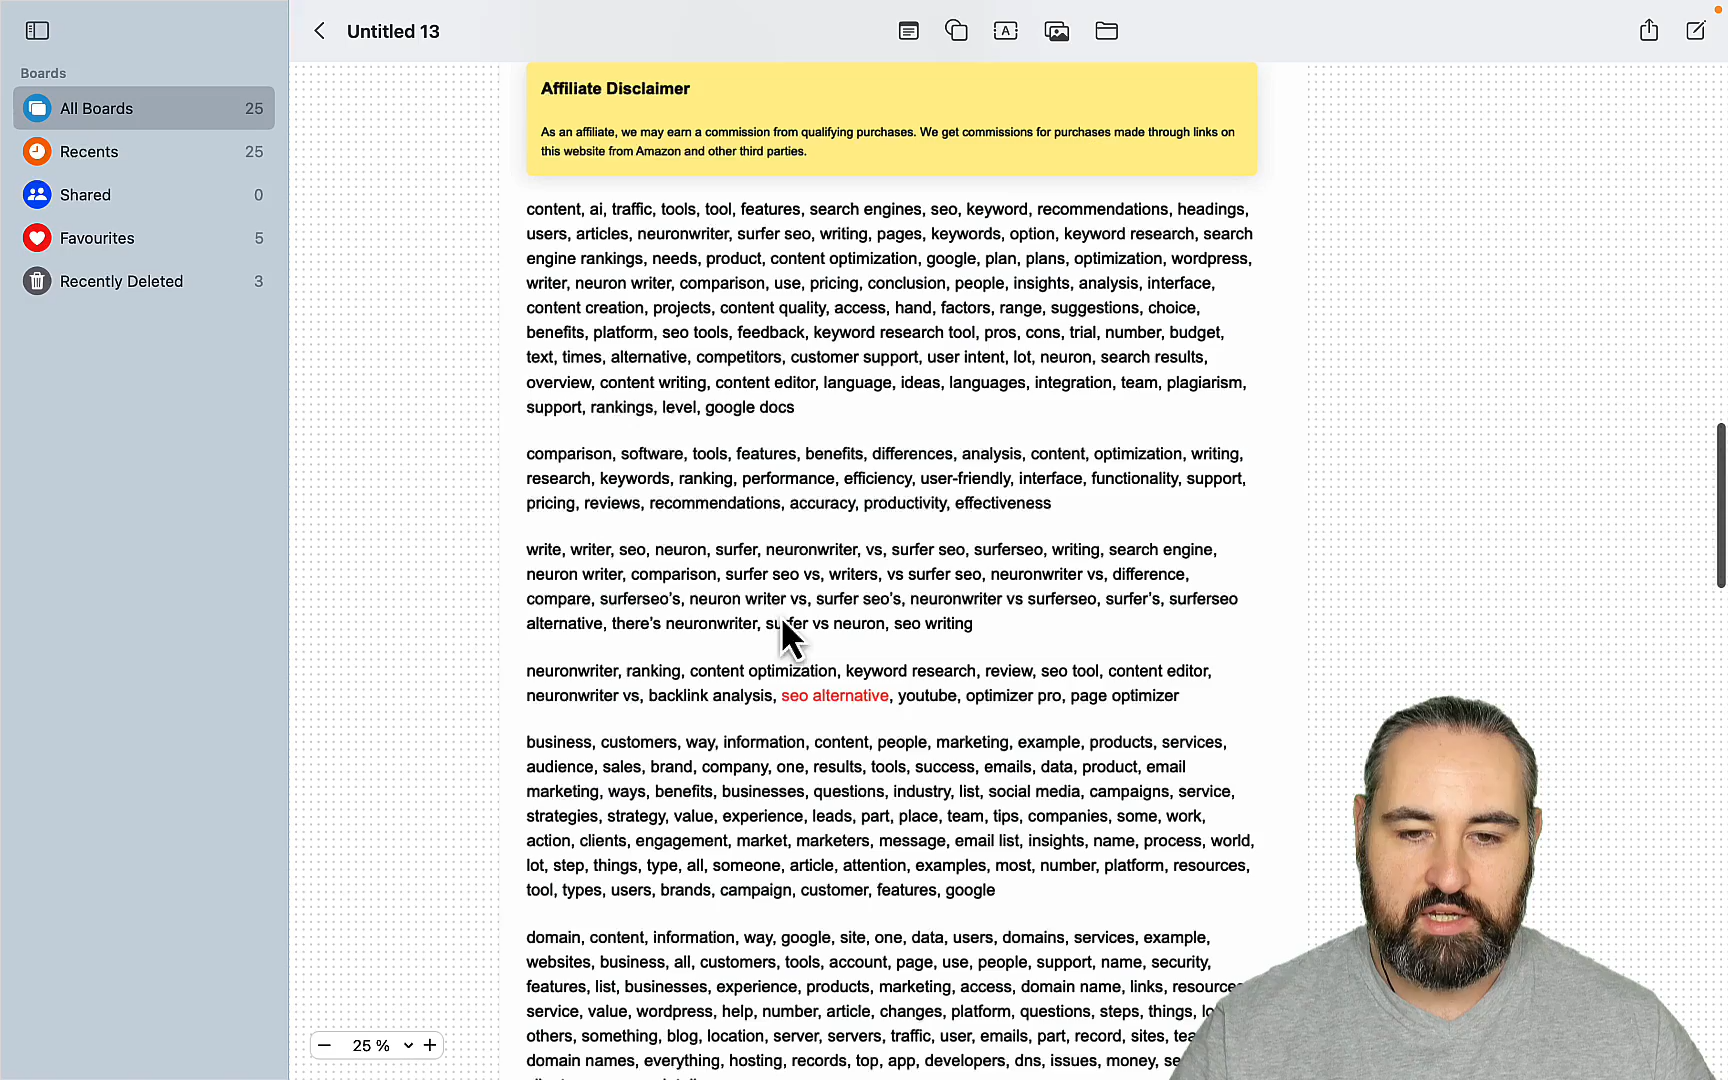 Untitled 13
Boards
All Boards 25
Recents 25
Shared 0
Favourites 5
Recently Deleted 3
Affiliate Disclaimer
As an affiliate, we may earn a commission from qualifying purchases. We get commissions for purchases made through links on
this website from Amazon and other third parties.
content, ai, traffic, tools, tool, features, search engines, seo, keyword, recommendations, headings,
users, articles, neuronwriter, surfer seo, writing, pages, keywords, option, keyword research, search
engine rankings, needs, product, content optimization, google, plan, plans, optimization, wordpress,
writer, neuron writer, comparison, use, pricing, conclusion, people, insights, analysis, interface,
content creation, projects, content quality, access, hand, factors, range, suggestions, choice,
benefits, platform, seo tools, feedback, keyword research tool, pros, cons, trial, number, budget,
text, times, alternative, competitors, customer support, user intent, lot, neuron, search results,
overview, content writing, content editor, language, ideas, languages, integration, team, plagiarism,
support, rankings, level, google docs
comparison, software, tools, features, benefits, differences, analysis, content, optimization, writing,
research, keywords, ranking, performance, efficiency, user-friendly, interface, functionality, support,
pricing, reviews, recommendations, accuracy, productivity, effectiveness
write, writer, seo, neuron, surfer, neuronwriter, vs, surfer seo, surferseo, writing, search engine,
neuron writer, comparison, surfer seo vs, writers, vs surfer seo, neuronwriter vs, difference,
compare, surferseo’s, neuron writer vs, surfer seo’s, neuronwriter vs surferseo, surfer’s, surferseo
alternative, there’s neuronwriter, surfer vs neuron, seo writing
neuronwriter, ranking, content optimization, keyword research, review, seo tool, content editor,
neuronwriter vs, backlink analysis, seo alternative, youtube, optimizer pro, page optimizer
business, customers, way, information, content, people, marketing, example, products, services,
audience, sales, brand, company, one, results, tools, success, emails, data, product, email
marketing, ways, benefits, businesses, questions, industry, list, social media, campaigns, service,
strategies, strategy, value, experience, leads, part, place, team, tips, companies, some, work,
action, clients, engagement, market, marketers, message, email list, insights, name, process, world,
lot, step, things, type, all, someone, article, attention, examples, most, number, platform, resources,
tool, types, users, brands, campaign, customer, features, google
domain, content, information, way, google, site, one, data, users, domains, services, example,
websites, business, all, customers, tools, account, page, use, people, support, name, security,
features, list, businesses, experience, products, marketing, access, domain name, links,
service, value, wordpress, help, number, article, changes, platform, questions, steps, things,
others, something, blog, location, server, servers, traffic, user, emails, part, record, sites,
domain names, everything, hosting, records, top, app, developers, dns, issues, money,
25 %